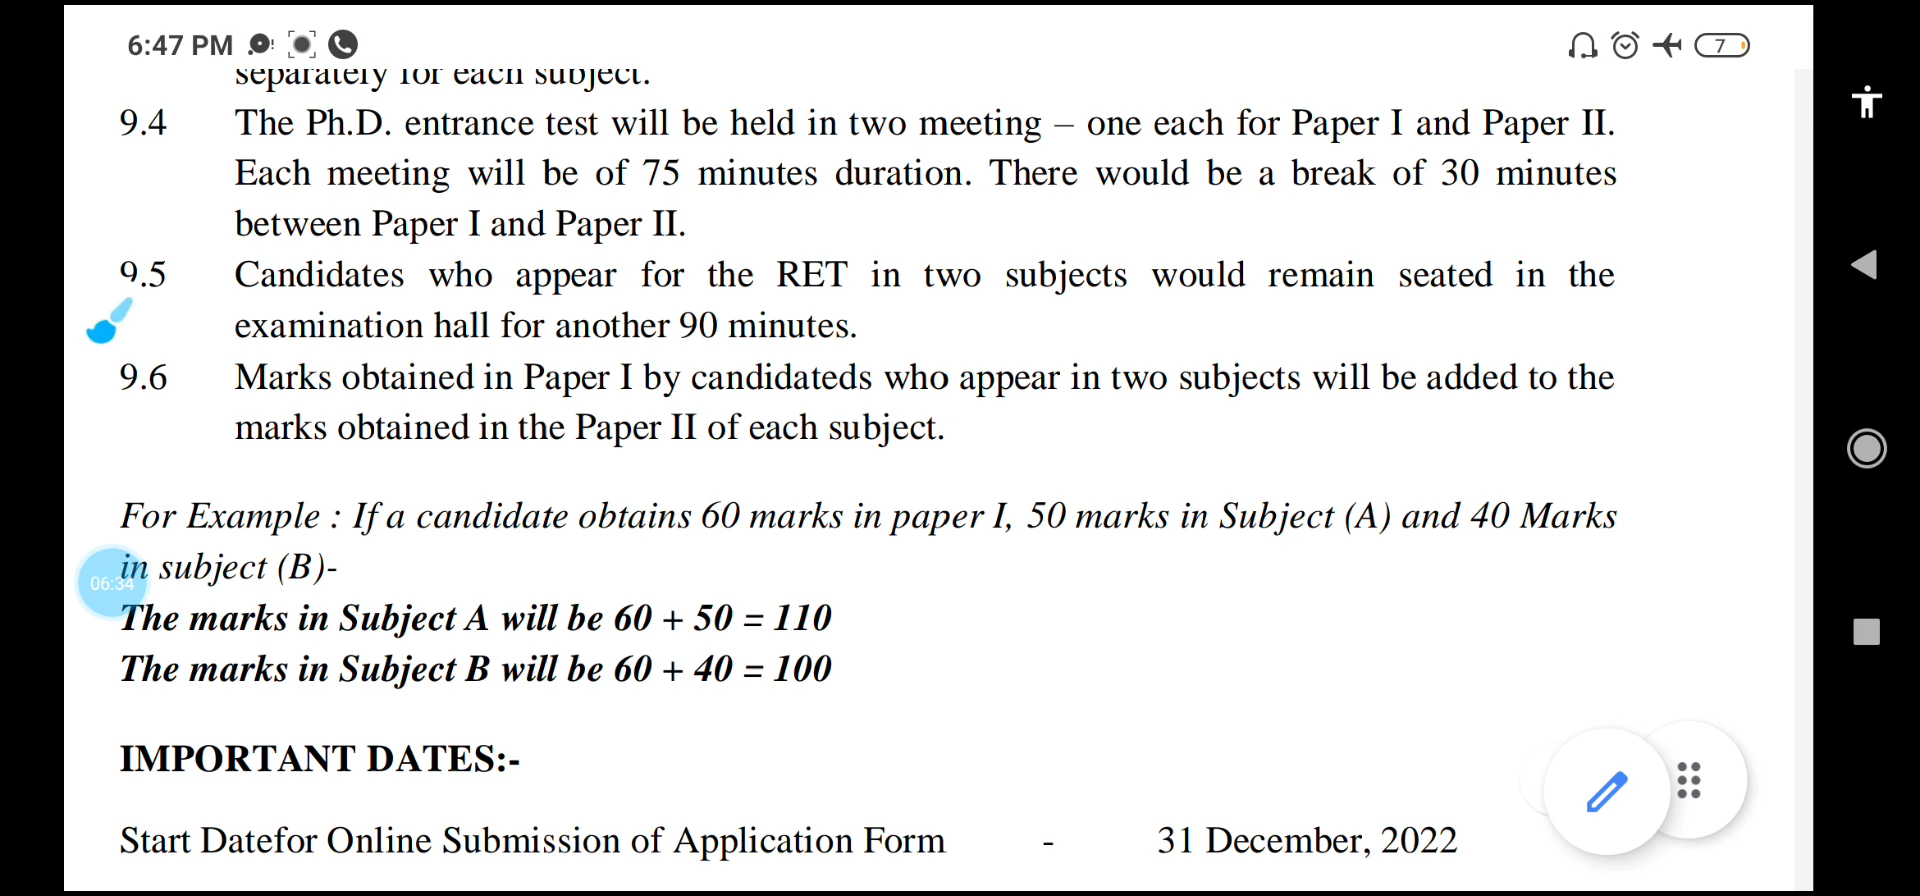 6:47 PM
7
separately for each subject.
9.4 The Ph.D. entrance test will be held in two meeting – one each for Paper I and Paper II.
Each meeting will be of 75 minutes duration. There would be a break of 30 minutes
between Paper I and Paper II.
9.5 Candidates who appear for the RET in two subjects would remain seated in the
examination hall for another 90 minutes.
9.6 Marks obtained in Paper I by candidateds who appear in two subjects will be added to the
marks obtained in the Paper II of each subject.
For Example : If a candidate obtains 60 marks in paper I, 50 marks in Subject (A) and 40 Marks
in subject (B)-
06:34
The marks in Subject A will be 60 + 50 = 110
The marks in Subject B will be 60 + 40 = 100
IMPORTANT DATES:-
Start Datefor Online Submission of Application Form - 31 December, 2022